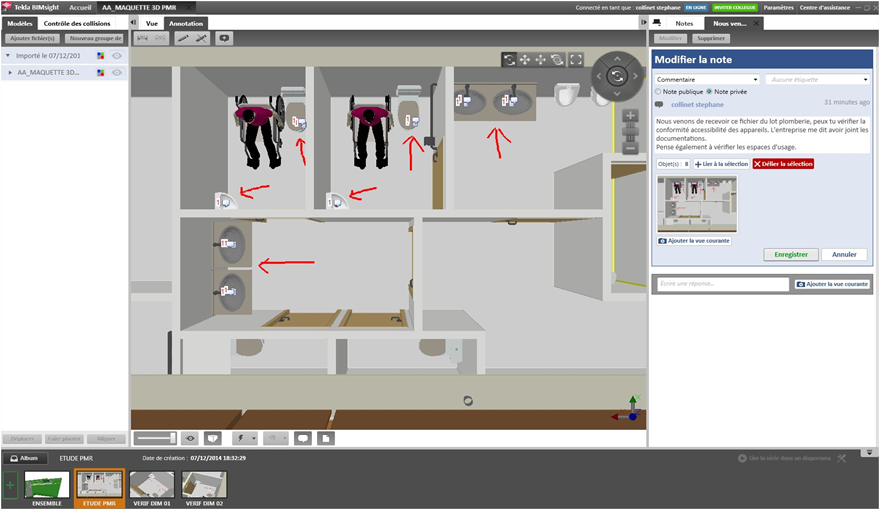 Tekla BIMsight
Accueil
AA_MAQUETTE 3D PMR
Connecté en tant que : collinet stephane
EN LIGNE
INVITER COLLEGUE
Paramètres
Centre d'assistance
Modèles
Contrôle des collisions
Vue
Annotation
Notes
Nous ven...
Ajouter fichier(s)
Nouveau groupe de
Modifier
Supprimer
Importé le 07/12/201
AA_MAQUETTE 3D...
Modifier la note
Commentaire
Aucune étiquette
Note publique
Note privée
collinet stephane
31 minutes ago
Nous venons de recevoir ce fichier du lot plomberie, peux tu vérifier la
conformité accessibilité des appareils. L'entreprise me dit avoir joint les
documentations.
Pense également à vérifier les espaces d'usage.
Objet(s) : 8
Lier à la sélection
Délier la sélection
Ajouter la vue courante
Enregistrer
Annuler
Ecrire une réponse...
Ajouter la vue courante
1
1
Déplacer
Faire pivoter
Aligner
Album
ETUDE PMR
Date de création : 07/12/2014 18:32:29
Lire la série dans un diaporama
ENSEMBLE
ETUDE PMR
VERIF DIM 01
VERIF DIM 02